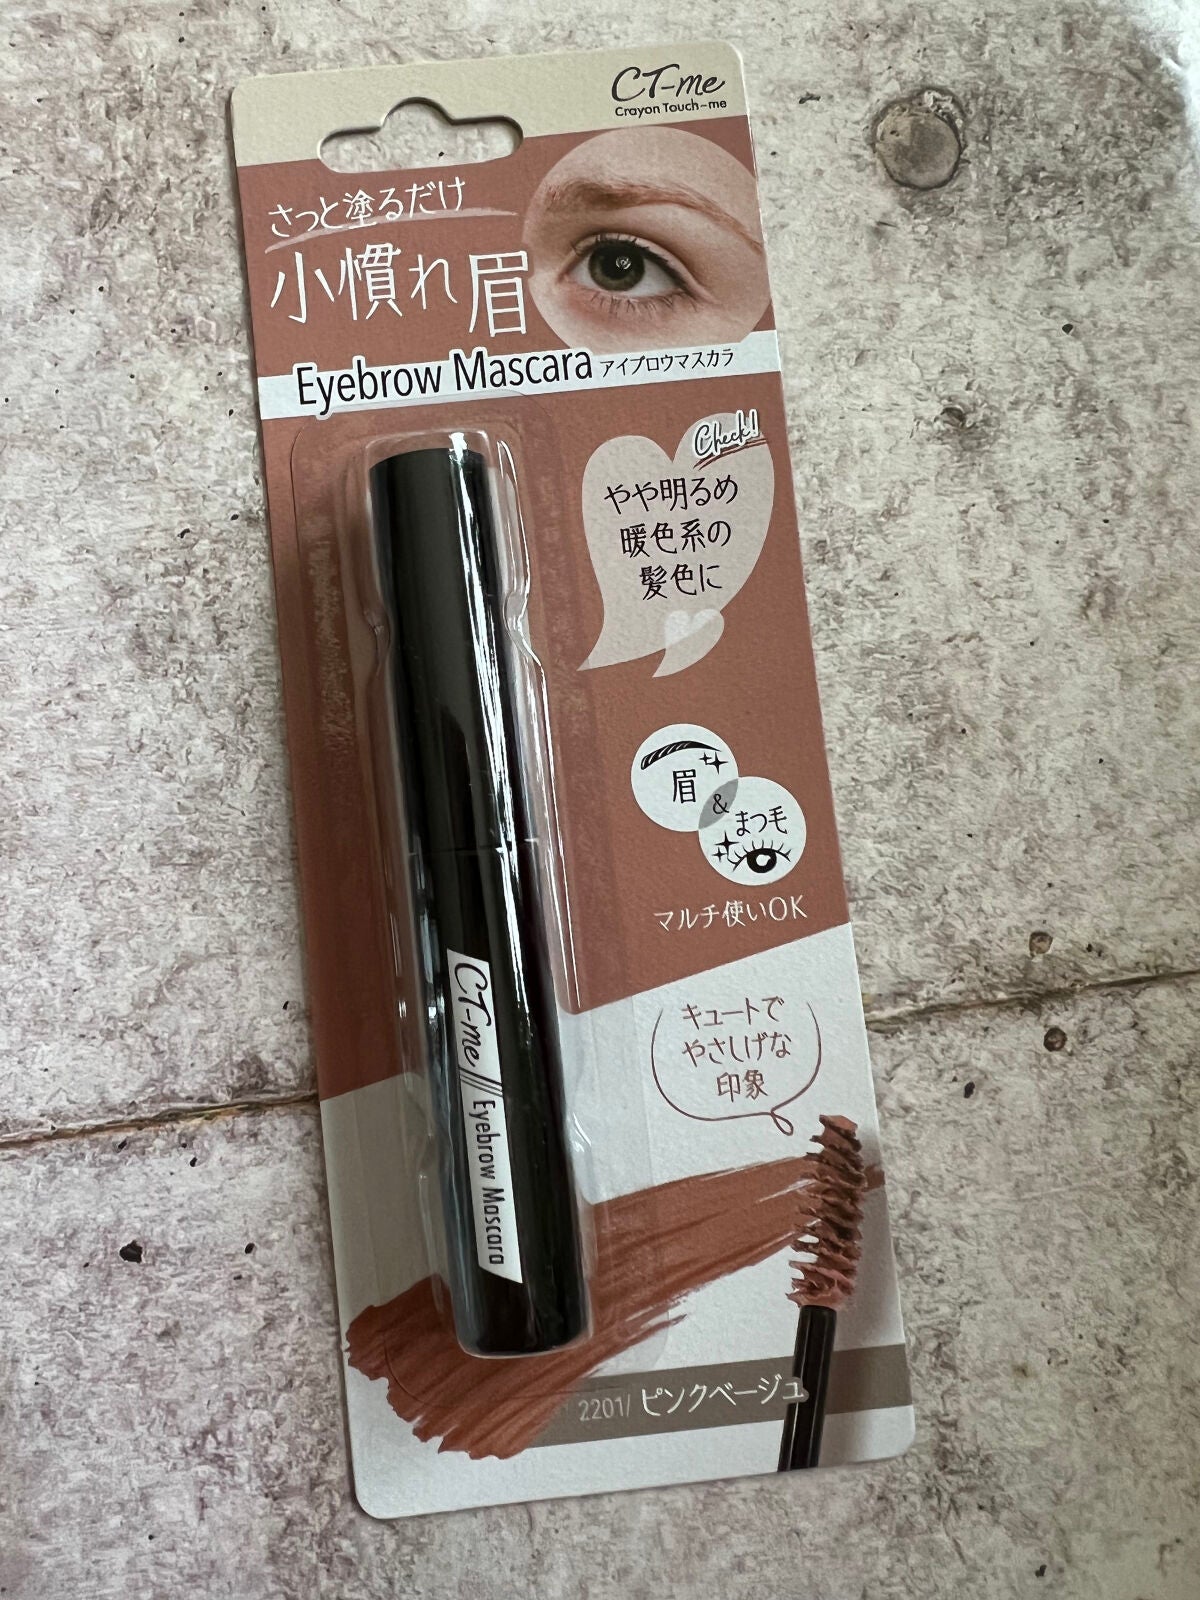 CT-me
Crayon Touch-me
さっと塗るだけ
小慣れ眉
Eyebrow Mascara アイブロウマスカラ
Check!
やや明るめ
暖色系の
髪色に
眉
&
まつ毛
マルチ使いOK
キュートで
やさしげな
印象
CT-me Eyebrow Mascara
2201/ ピンクベージュ